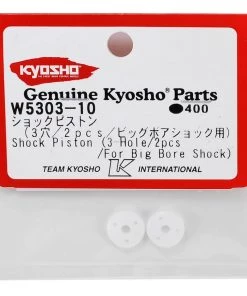 KYOSHO
Genuine Kyosho® Parts
W5303-10 400
ショックピストン
(3穴/2pcs/ビッグボアショック用)
Shock Piston (3 Hole/2pcs
/For Big Bore Shock)
TEAM KYOSHO K INTERNATIONAL